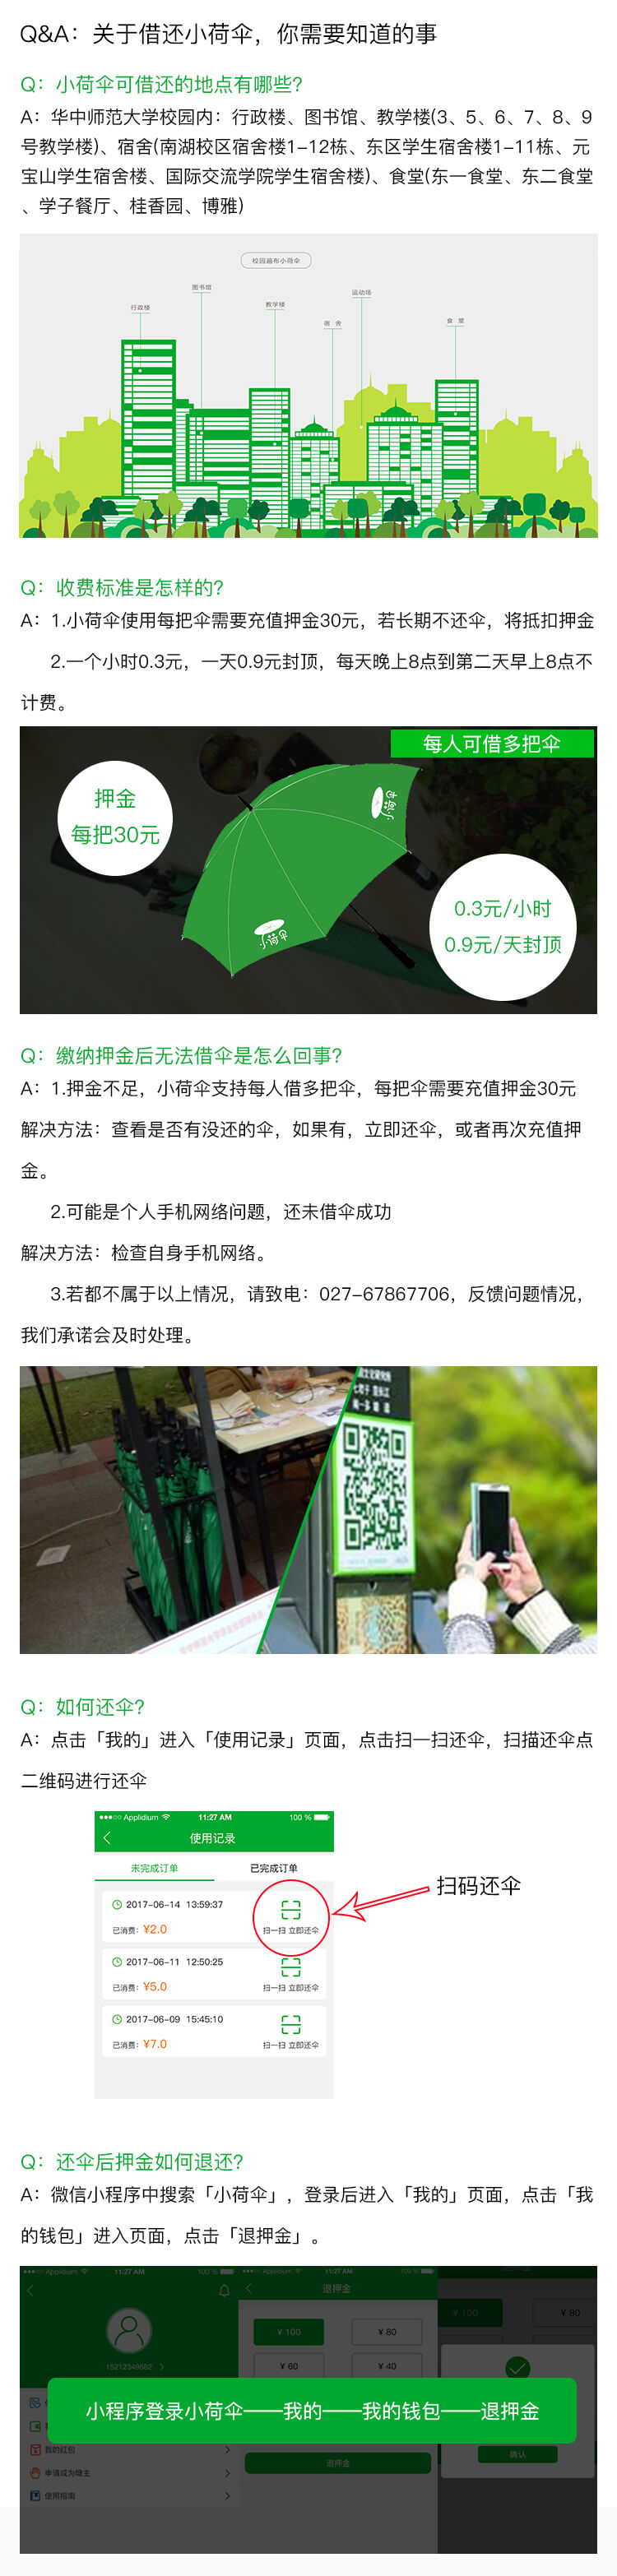 Q&A：关于借还小荷伞，你需要知道的事
Q：小荷伞可借还的地点有哪些?
A：华中师范大学校园内：行政楼、图书馆、教学楼(3、5、6、7、8、9
号教学楼)、宿舍(南湖校区宿舍楼1-12栋、东区学生宿舍楼1-11栋、元
宝山学生宿舍楼、国际交流学院学生宿舍楼)、食堂(东一食堂、东二食堂
、学子餐厅、桂香园、博雅)
校园遍布小荷伞
图书馆
运动场
行政楼
教学楼
宿 舍
食 堂
Q：收费标准是怎样的?
A：1.小荷伞使用每把伞需要充值押金30元，若长期不还伞，将抵扣押金
2.一个小时0.3元，一天0.9元封顶，每天晚上8点到第二天早上8点不
计费。
每人可借多把伞
押金
每把30元
小荷伞
小荷伞
0.3元/小时
0.9元/天封顶
Q：缴纳押金后无法借伞是怎么回事?
A：1.押金不足，小荷伞支持每人借多把伞，每把伞需要充值押金30元
解决方法：查看是否有没还的伞，如果有，立即还伞，或者再次充值押
金。
2.可能是个人手机网络问题，还未借伞成功
解决方法：检查自身手机网络。
3.若都不属于以上情况，请致电：027-67867706，反馈问题情况，
我们承诺会及时处理。
Q：如何还伞?
A：点击「我的」进入「使用记录」页面，点击扫一扫还伞，扫描还伞点
二维码进行还伞
Applidium 11:27 AM 100 %
使用记录
未完成订单 已完成订单
2017-06-14 13:59:37
已消费：¥2.0 扫一扫 立即还伞
扫码还伞
2017-06-11 12:50:25
已消费：¥5.0 扫一扫 立即还伞
2017-06-09 15:45:10
已消费：¥7.0 扫一扫 立即还伞
Q：还伞后押金如何退还?
A：微信小程序中搜索「小荷伞」，登录后进入「我的」页面，点击「我
的钱包」进入页面，点击「退押金」。
Applidium 11:27 AM 100 % Applidium 11:27 AM 100 %
退押金
¥ 100 ¥ 80 ¥ 100 ¥ 80
15212349562
¥ 60 ¥ 40
小程序登录小荷伞——我的——我的钱包——退押金
我的红包
申请成为糖主
使用指南
退押金
确认